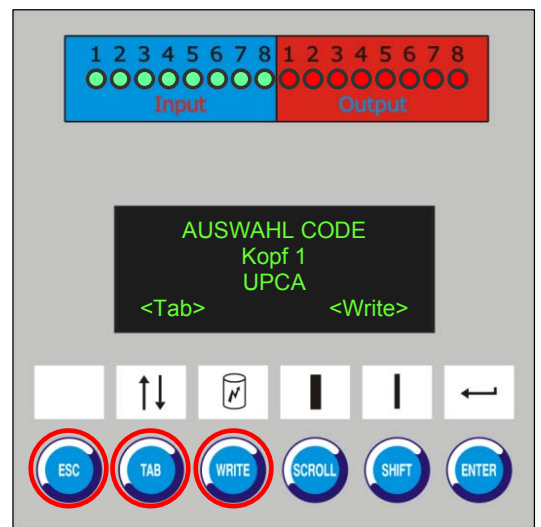 1 2 3 4 5 6 7 8 1 2 3 4 5 6 7 8
Input Output
AUSWAHL CODE
Kopf 1
UPCA
<Tab> <Write>
ESC TAB WRITE SCROLL SHIFT ENTER